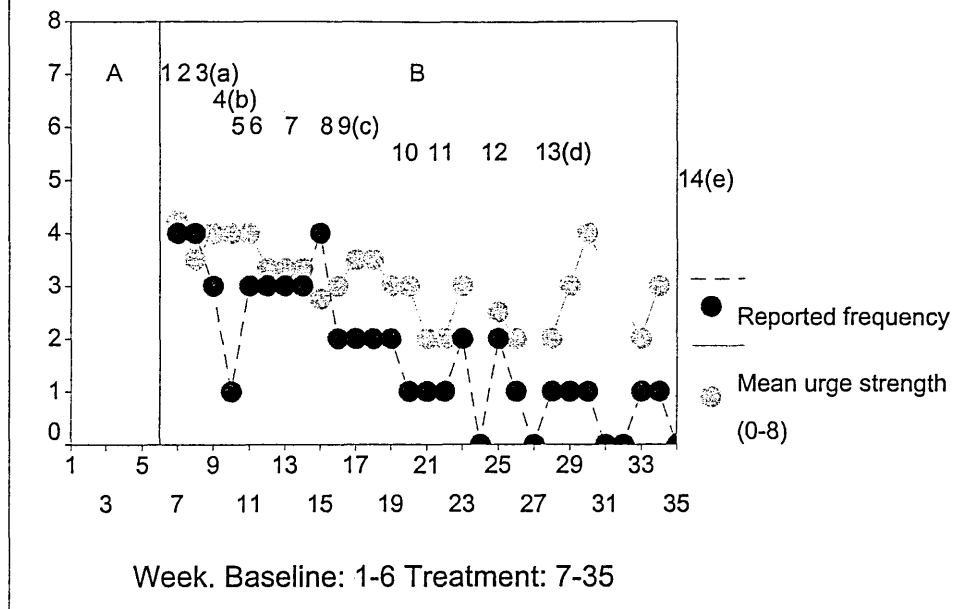 8
7
6
5
4
3
2
1
0
A
B
1 2 3(a)
4(b)
5 6 7 8 9(c)
10 11 12 13(d)
14(e)
Reported frequency
Mean urge strength
(0-8)
1 5 9 13 17 21 25 29 33
3 7 11 15 19 23 27 31 35
Week. Baseline: 1-6 Treatment: 7-35